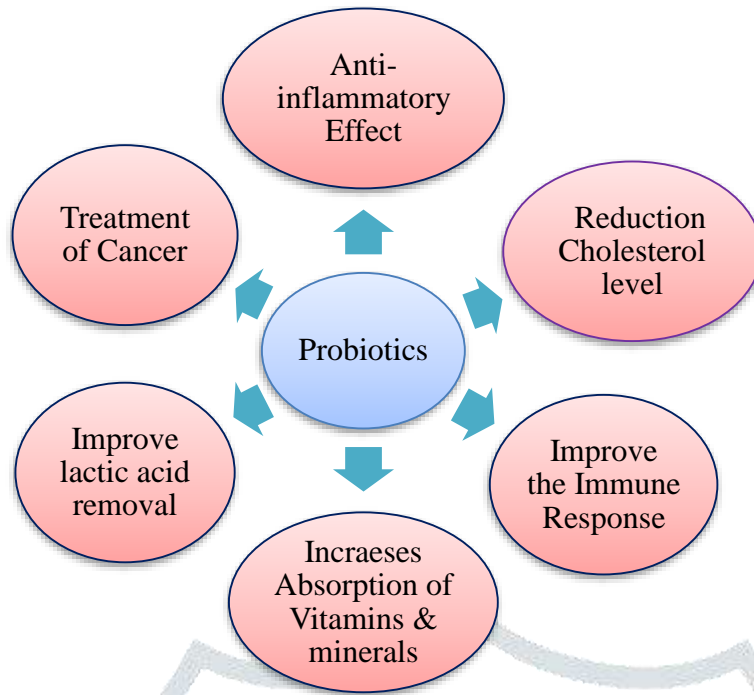 Anti-
inflammatory
Effect
Reduction
Cholesterol
level
Improve
the Immune
Response
Incraeses
Absorption of
Vitamins &
minerals
Improve
lactic acid
removal
Treatment
of Cancer
Probiotics